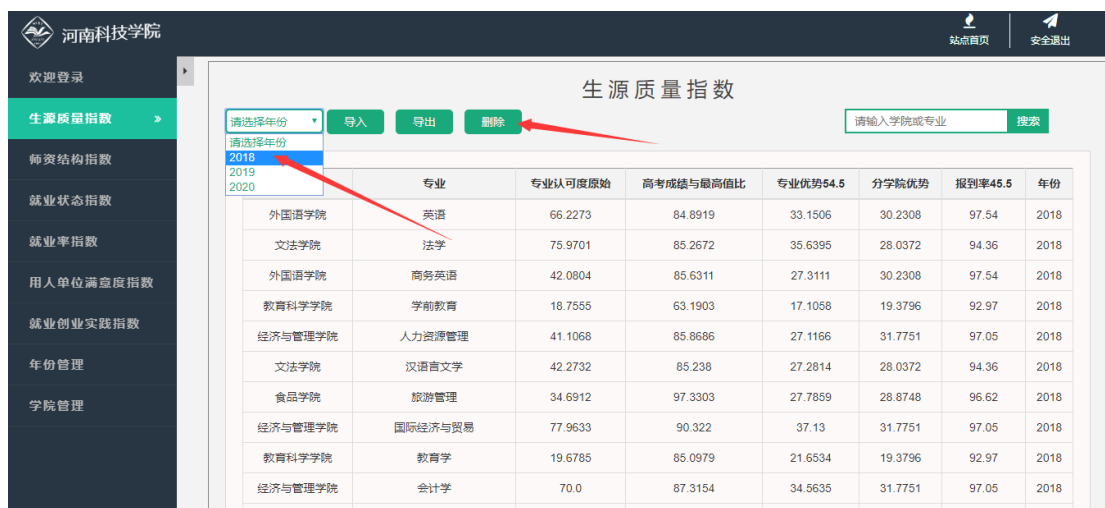 河南科技学院
站点首页 安全退出
欢迎登录
生源质量指数 »
师资结构指数
就业状态指数
就业率指数
用人单位满意度指数
就业创业实践指数
年份管理
学院管理
生源质量指数
请选择年份 导入 导出 删除 请输入学院或专业 搜索
请选择年份
2018
2019
2020
专业 专业认可度原始 高考成绩与最高值比 专业优势54.5 分学院优势 报到率45.5 年份
外国语学院 英语 66.2273 84.8919 33.1506 30.2308 97.54 2018
文法学院 法学 75.9701 85.2672 35.6395 28.0372 94.36 2018
外国语学院 商务英语 42.0804 85.6311 27.3111 30.2308 97.54 2018
教育科学学院 学前教育 18.7555 63.1903 17.1058 19.3796 92.97 2018
经济与管理学院 人力资源管理 41.1068 85.8686 27.1166 31.7751 97.05 2018
文法学院 汉语言文学 42.2732 85.238 27.2814 28.0372 94.36 2018
食品学院 旅游管理 34.6912 97.3303 27.7859 28.8748 96.62 2018
经济与管理学院 国际经济与贸易 77.9633 90.322 37.13 31.7751 97.05 2018
教育科学学院 教育学 19.6785 85.0979 21.6534 19.3796 92.97 2018
经济与管理学院 会计学 70.0 87.3154 34.5635 31.7751 97.05 2018